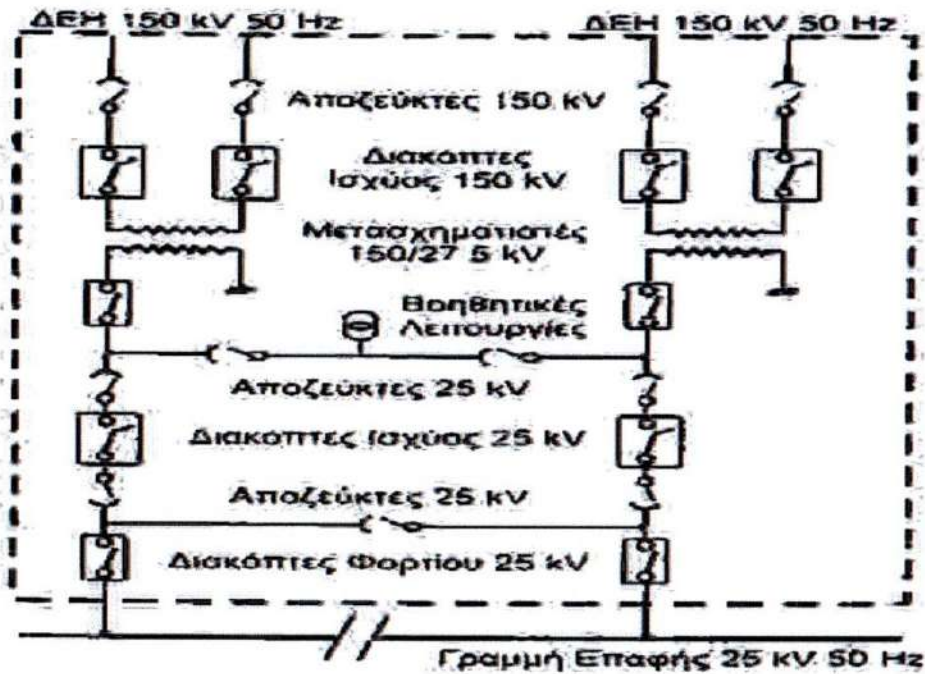 ΔΕΗ 150 kV 50 Hz
ΔΕΗ 150 kV 50 Hz
Αποζεύκτες 150 kV
Διακόπτες
Ισχύος 150 kV
Μετασχηματιστές
150/27 5 kV
Βοηθητικές
Λειτουργίες
Αποζεύκτες 25 kV
Διακόπτες Ισχύος 25 kV
Αποζεύκτες 25 kV
Διακόπτες Φορτίου 25 kV
Γραμμή Επαφής 25 kV 50 Hz